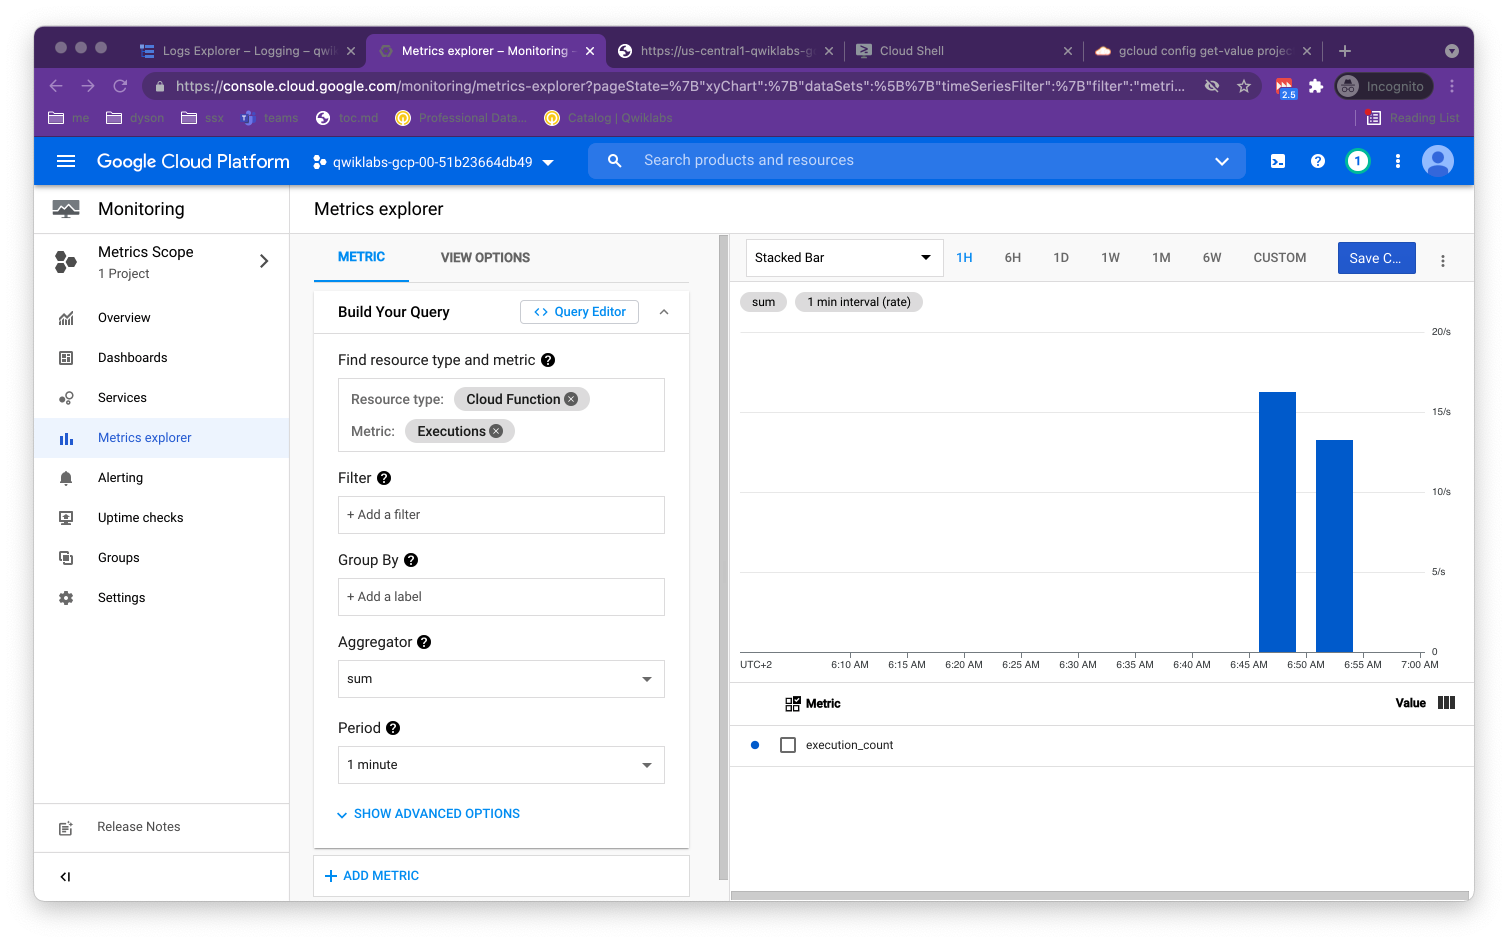 Logs Explorer – Logging – qwik
Metrics explorer – Monitoring –
https://us-central1-qwiklabs-g
Cloud Shell
gcloud config get-value projec
https://console.cloud.google.com/monitoring/metrics-explorer?pageState=%7B"xyChart":%7B"dataSets":%5B%7B"timeSeriesFilter":%7B"filter":"metri...
2.5
Incognito
me
dyson
ssx
teams
toc.md
Professional Data...
Catalog | Qwiklabs
Reading List
Google Cloud Platform
qwiklabs-gcp-00-51b23664db49
Search products and resources
1
Monitoring
Metrics explorer
Metrics Scope
1 Project
Overview
Dashboards
Services
Metrics explorer
Alerting
Uptime checks
Groups
Settings
Release Notes
METRIC
VIEW OPTIONS
Build Your Query
<> Query Editor
Find resource type and metric
Resource type: Cloud Function
Metric: Executions
Filter
+ Add a filter
Group By
+ Add a label
Aggregator
sum
Period
1 minute
SHOW ADVANCED OPTIONS
+ ADD METRIC
Stacked Bar
1H
6H
1D
1W
1M
6W
CUSTOM
Save C...
sum
1 min interval (rate)
20/s
15/s
10/s
5/s
0
UTC+2
6:10 AM
6:15 AM
6:20 AM
6:25 AM
6:30 AM
6:35 AM
6:40 AM
6:45 AM
6:50 AM
6:55 AM
7:00 AM
Metric
Value
execution_count